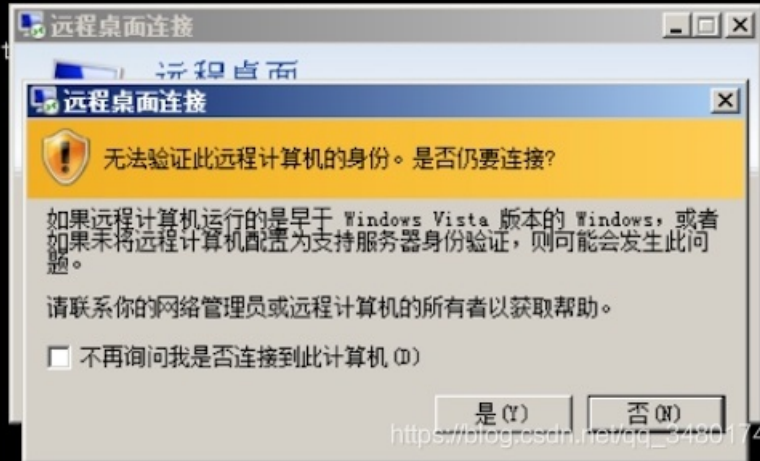 远程桌面连接
远程桌面
远程桌面连接
无法验证此远程计算机的身份。是否仍要连接?
如果远程计算机运行的是早于 Windows Vista 版本的 Windows，或者
如果未将远程计算机配置为支持服务器身份验证，则可能会发生此问
题。
请联系你的网络管理员或远程计算机的所有者以获取帮助。
不再询问我是否连接到此计算机(D)
是(Y) 否(N)
https://blog.csdn.net/qq_3480174